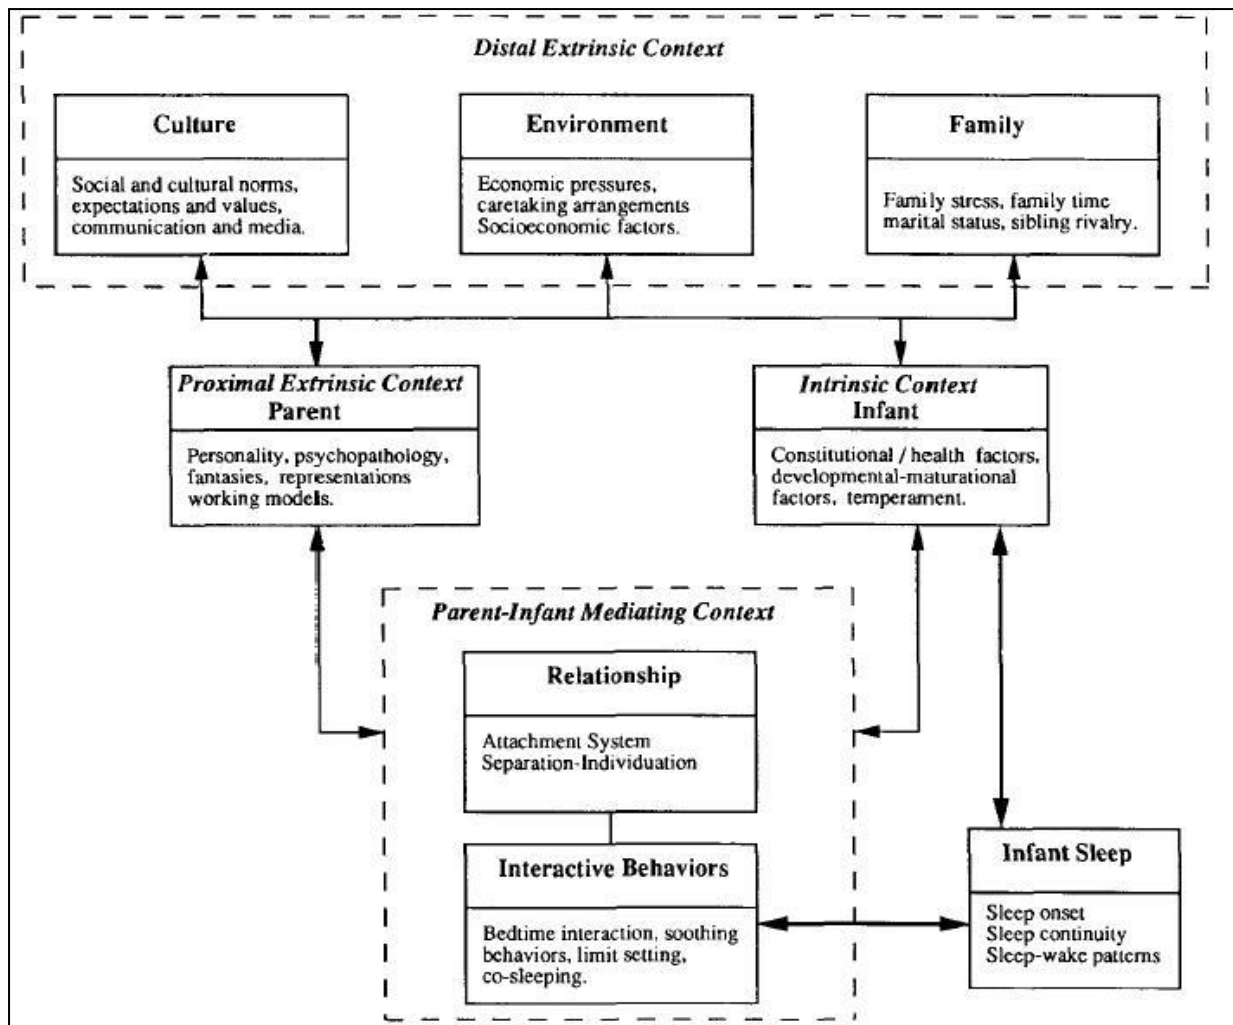 Distal Extrinsic Context
Culture
Social and cultural norms,
expectations and values,
communication and media.
Environment
Economic pressures,
caretaking arrangements
Socioeconomic factors.
Family
Family stress, family time
marital status, sibling rivalry.
Proximal Extrinsic Context
Parent
Personality, psychopathology,
fantasies, representations
working models.
Intrinsic Context
Infant
Constitutional / health factors,
developmental-maturational
factors, temperament.
Parent-Infant Mediating Context
Relationship
Attachment System
Separation-Individuation
Interactive Behaviors
Bedtime interaction, soothing
behaviors, limit setting,
co-sleeping.
Infant Sleep
Sleep onset
Sleep continuity
Sleep-wake patterns